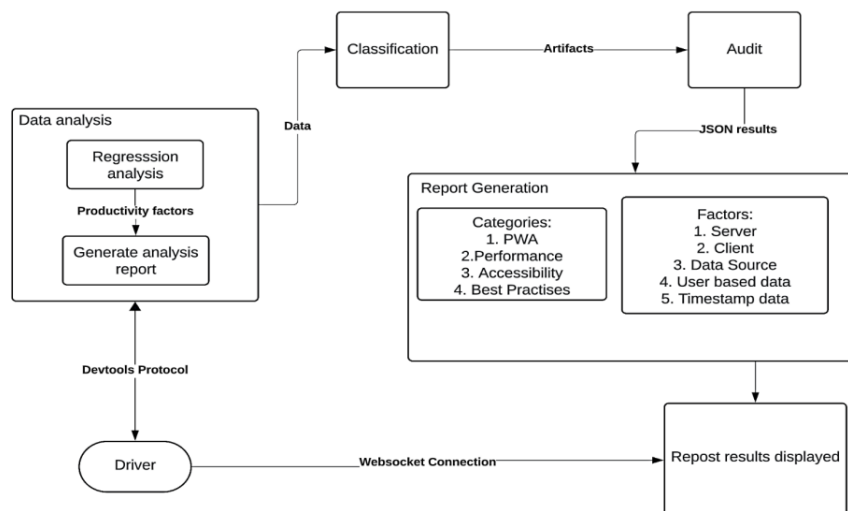 Classification
Artifacts
Audit
Data analysis
Data
JSON results
Regresssion
analysis
Productivity factors
Generate analysis
report
Report Generation
Categories:
1. PWA
2.Performance
3. Accessibility
4. Best Practises
Factors:
1. Server
2. Client
3. Data Source
4. User based data
5. Timestamp data
Devtools Protocol
Driver
Websocket Connection
Repost results displayed